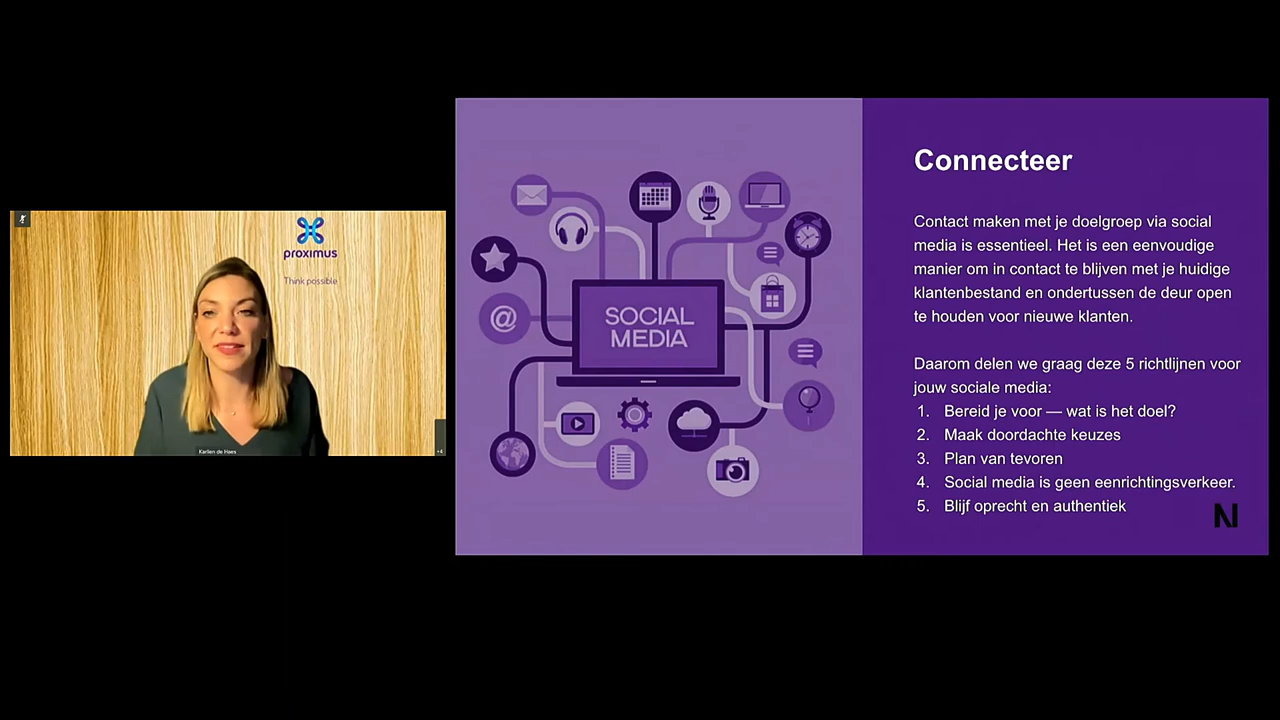 proximus
Think possible
Karlien de Haes
+4
SOCIAL
MEDIA
@
Connecteer
Contact maken met je doelgroep via social
media is essentieel. Het is een eenvoudige
manier om in contact te blijven met je huidige
klantenbestand en ondertussen de deur open
te houden voor nieuwe klanten.
Daarom delen we graag deze 5 richtlijnen voor
jouw sociale media:
1. Bereid je voor — wat is het doel?
2. Maak doordachte keuzes
3. Plan van tevoren
4. Social media is geen eenrichtingsverkeer.
5. Blijf oprecht en authentiek
N